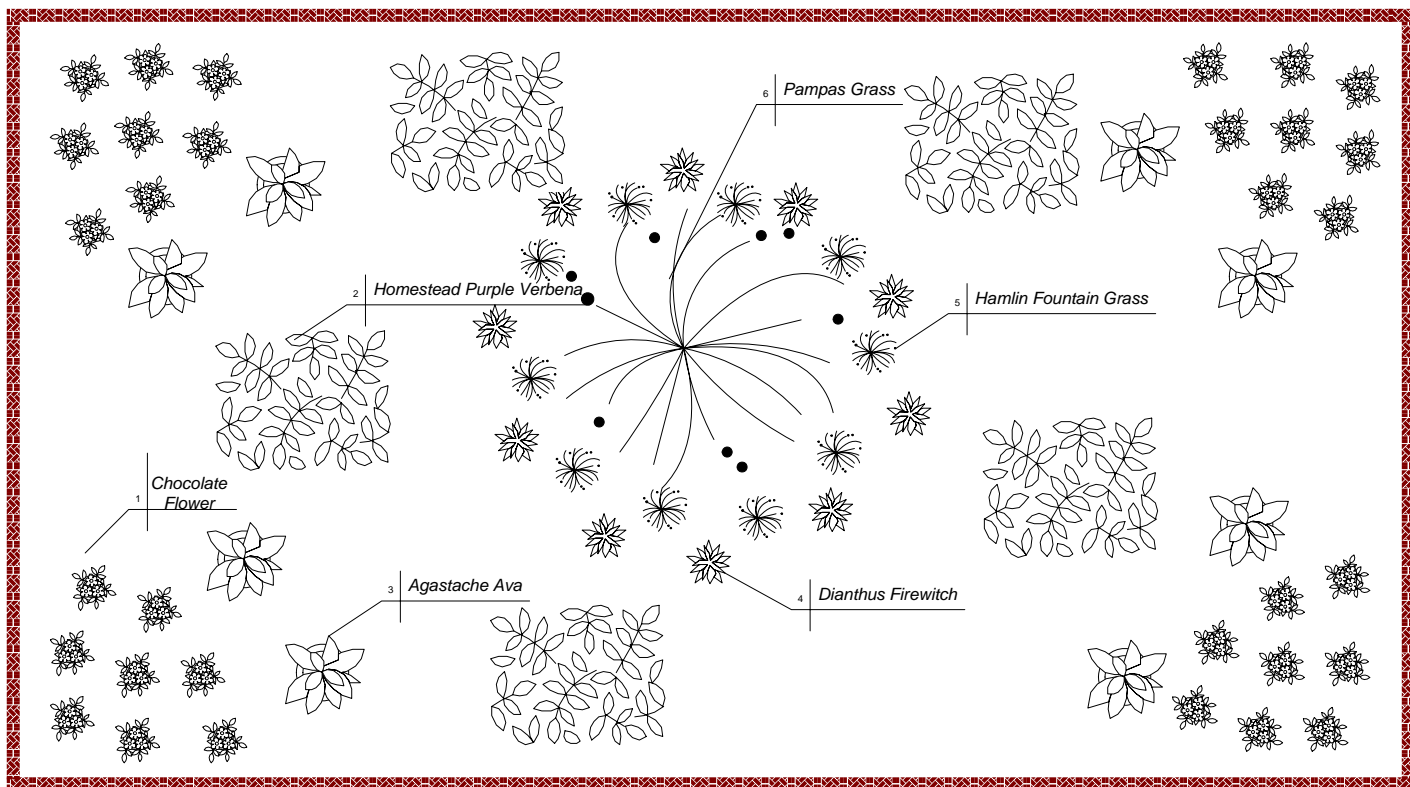 6 Pampas Grass
2 Homestead Purple Verbena
5 Hamlin Fountain Grass
1 Chocolate
Flower
3 Agastache Ava
4 Dianthus Firewitch